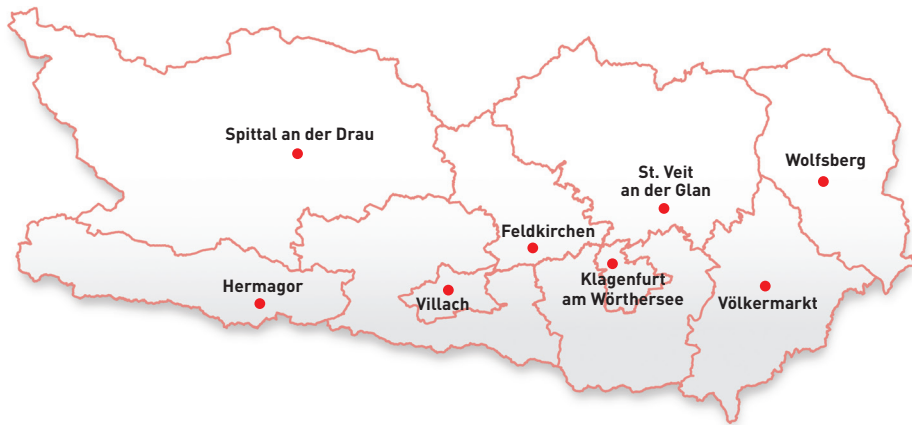 Spittal an der Drau
Wolfsberg
St. Veit
an der Glan
Feldkirchen
Hermagor
Villach
Klagenfurt
am Wörthersee
Völkermarkt